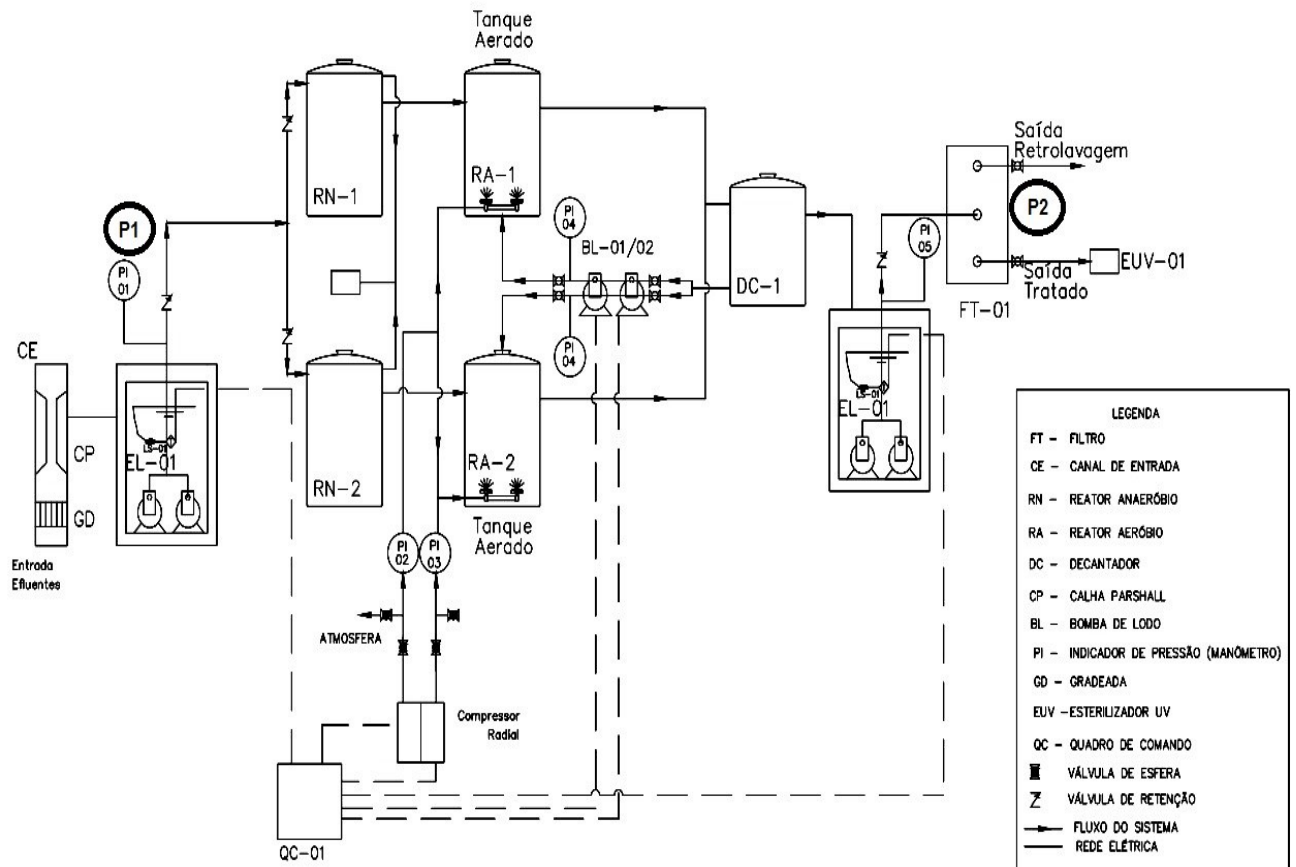 Tanque
Aerado
RN-1
RA-1
P1
PI
01
PI
04
BL-01/02
DC-1
PI
05
Saída
Retrolavagem
P2
EUV-01
Saída
Tratado
FT-01
CE
CP
GD
Entrada
Efluentes
LS-01
EL-01
RN-2
RA-2
Tanque
Aerado
PI
04
LS-01
EL-01
PI
02
PI
03
ATMOSFERA
Compressor
Radial
QC-01
LEGENDA
FT – FILTRO
CE – CANAL DE ENTRADA
RN – REATOR ANAERÓBIO
RA – REATOR AERÓBIO
DC – DECANTADOR
CP – CALHA PARSHALL
BL – BOMBA DE LODO
PI – INDICADOR DE PRESSÃO (MANÔMETRO)
GD – GRADEADA
EUV –ESTERILIZADOR UV
QC – QUADRO DE COMANDO
VÁLVULA DE ESFERA
VÁLVULA DE RETENÇÃO
FLUXO DO SISTEMA
REDE ELÉTRICA